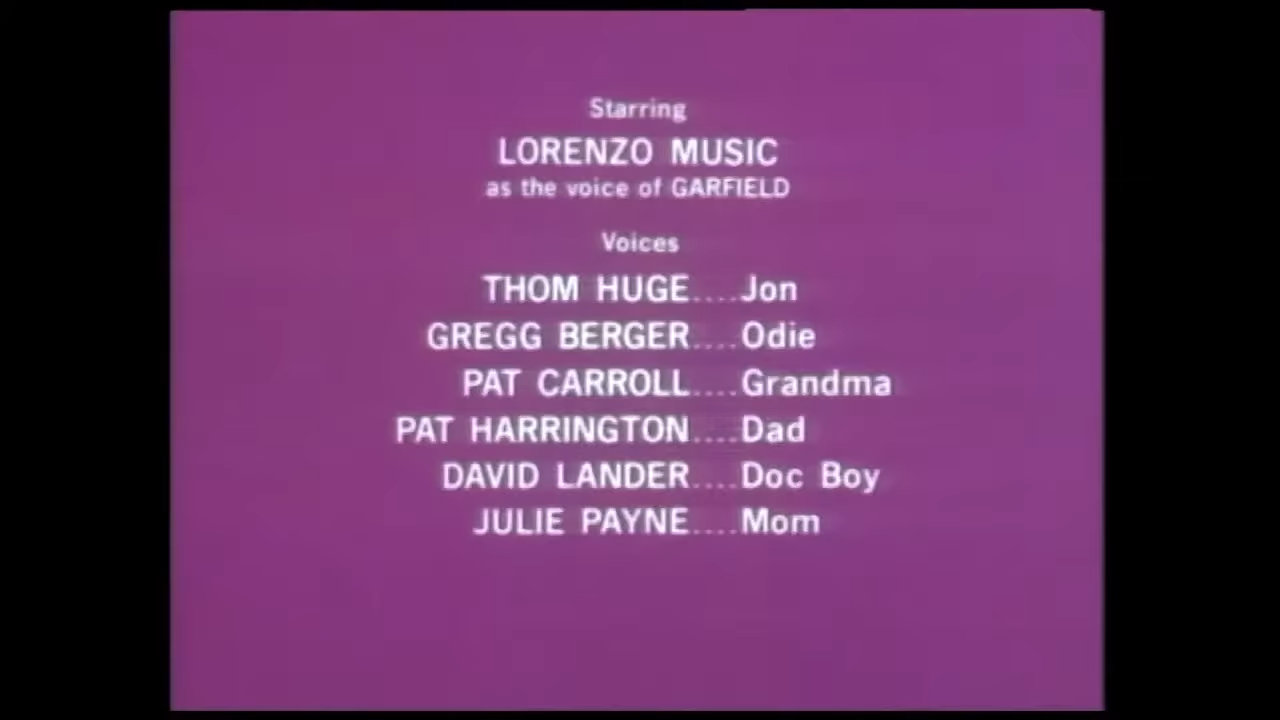 Starring
LORENZO MUSIC
as the voice of GARFIELD
Voices
THOM HUGE....Jon
GREGG BERGER....Odie
PAT CARROLL....Grandma
PAT HARRINGTON....Dad
DAVID LANDER....Doc Boy
JULIE PAYNE....Mom